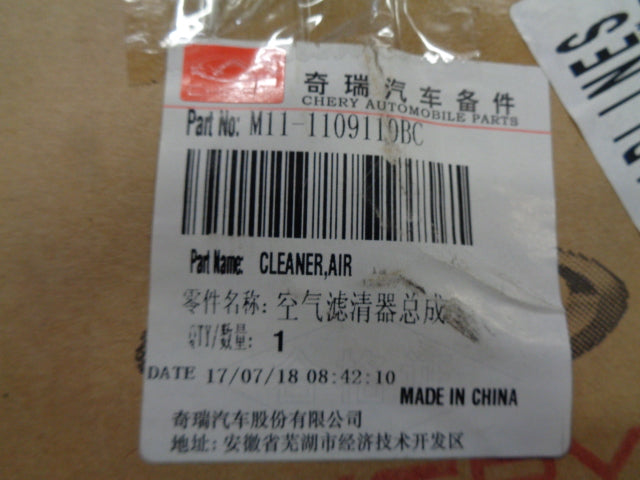 奇瑞汽车备件
CHERY AUTOMOBILE PARTS
Part No: M11-1109110BC
Part Name: CLEANER,AIR
零件名称: 空气滤清器总成
QTY/数量: 1
DATE 17/07/18 08:42:10
MADE IN CHINA
奇瑞汽车股份有限公司
地址: 安徽省芜湖市经济技术开发区